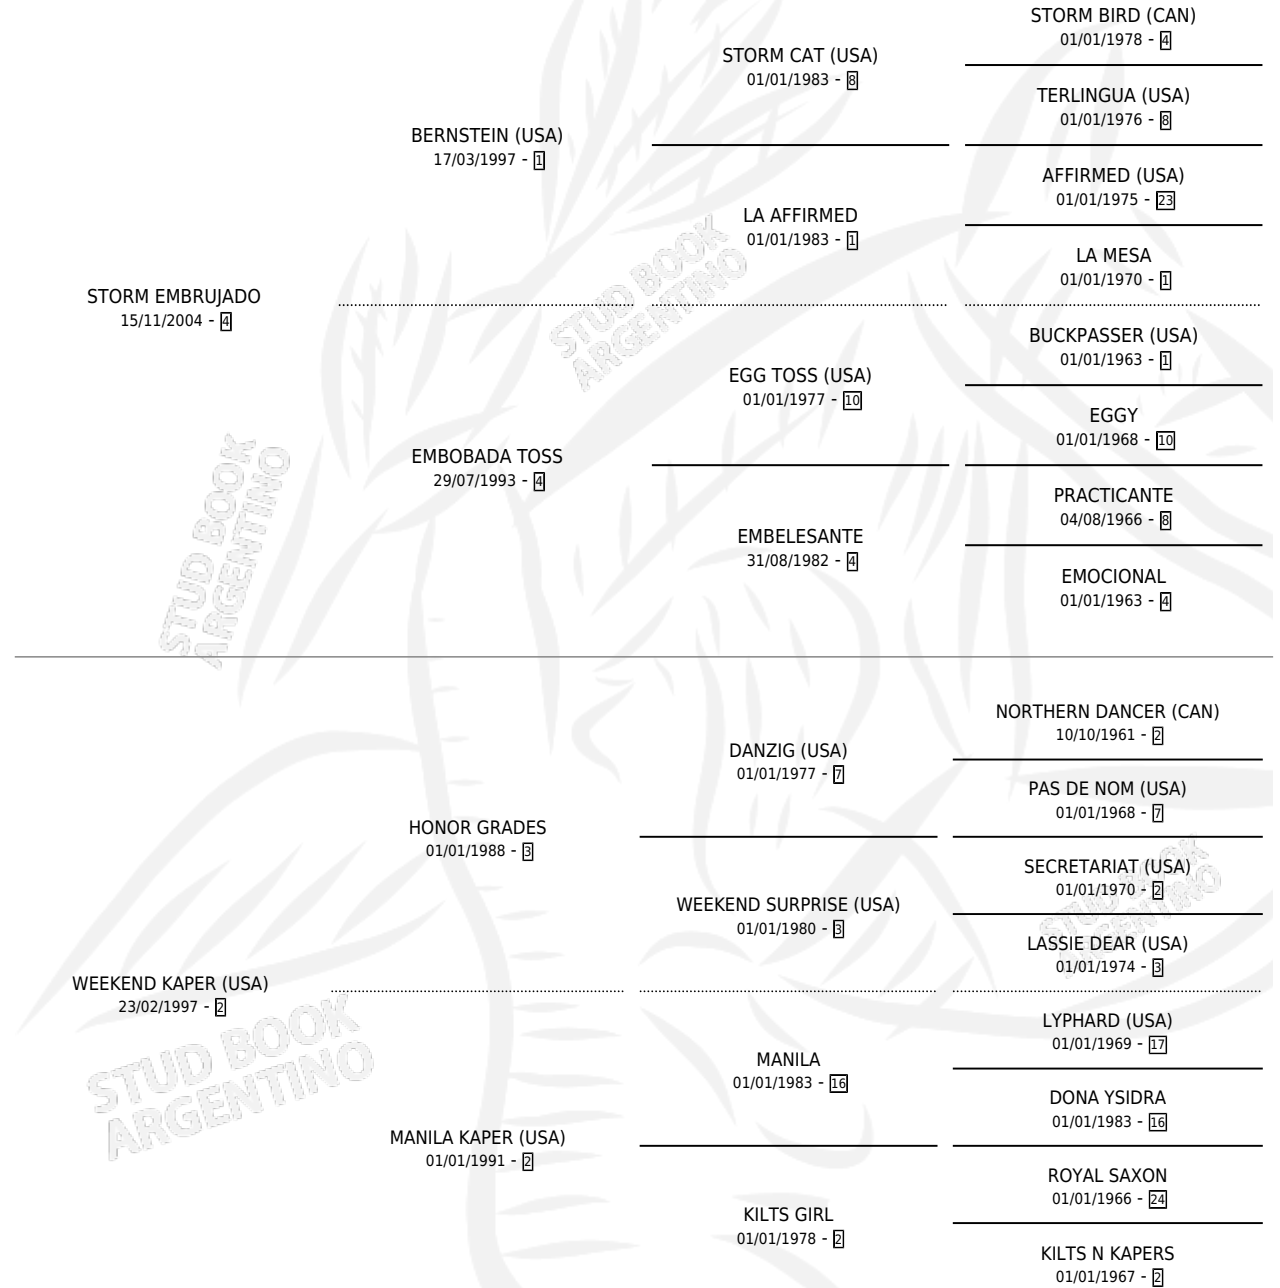 STORM BIRD (CAN)
01/01/1978 - 4
STORM CAT (USA)
01/01/1983 - 8
TERLINGUA (USA)
01/01/1976 - 8
BERNSTEIN (USA)
17/03/1997 - 1
AFFIRMED (USA)
01/01/1975 - 23
LA AFFIRMED
01/01/1983 - 1
LA MESA
01/01/1970 - 1
STORM EMBRUJADO
15/11/2004 - 4
BUCKPASSER (USA)
01/01/1963 - 1
EGG TOSS (USA)
01/01/1977 - 10
EGGY
01/01/1968 - 10
EMBOBADA TOSS
29/07/1993 - 4
PRACTICANTE
04/08/1966 - 8
EMBELESANTE
31/08/1982 - 4
EMOCIONAL
01/01/1963 - 4
STUD BOOK
ARGENTINO
STUD BOOK
ARGENTINO
NORTHERN DANCER (CAN)
10/10/1961 - 2
DANZIG (USA)
01/01/1977 - 7
PAS DE NOM (USA)
01/01/1968 - 7
HONOR GRADES
01/01/1988 - 3
SECRETARIAT (USA)
01/01/1970 - 2
WEEKEND SURPRISE (USA)
01/01/1980 - 3
LASSIE DEAR (USA)
01/01/1974 - 3
STUD BOOK
ARGENTINO
WEEKEND KAPER (USA)
23/02/1997 - 2
LYPHARD (USA)
01/01/1969 - 17
MANILA
01/01/1983 - 16
DONA YSIDRA
01/01/1983 - 16
STUD BOOK
ARGENTINO
MANILA KAPER (USA)
01/01/1991 - 2
ROYAL SAXON
01/01/1966 - 24
KILTS GIRL
01/01/1978 - 2
KILTS N KAPERS
01/01/1967 - 2